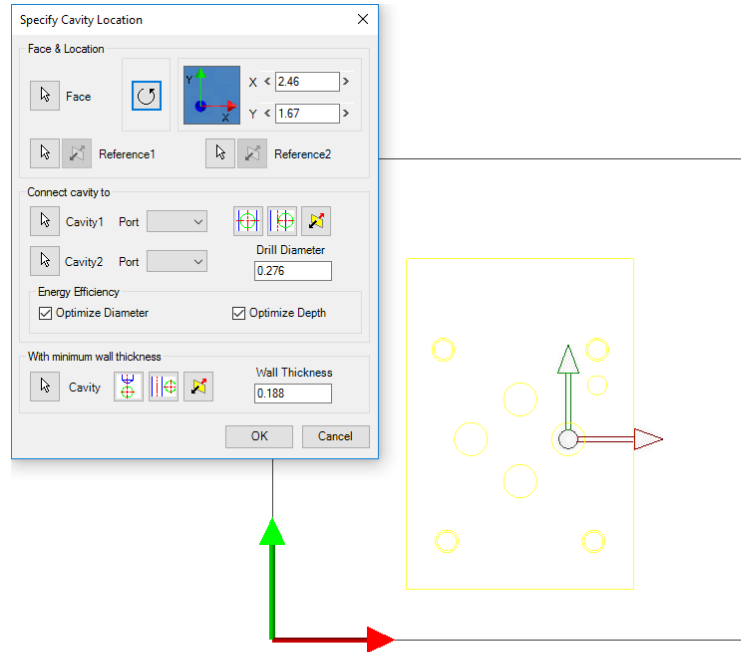 Specify Cavity Location
Face & Location
Face
Y
X
X < 2.46 >
Y < 1.67 >
Reference1
Reference2
Connect cavity to
Cavity1 Port
Cavity2 Port
Drill Diameter
0.276
Energy Efficiency
Optimize Diameter
Optimize Depth
With minimum wall thickness
Cavity
Wall Thickness
0.188
OK
Cancel